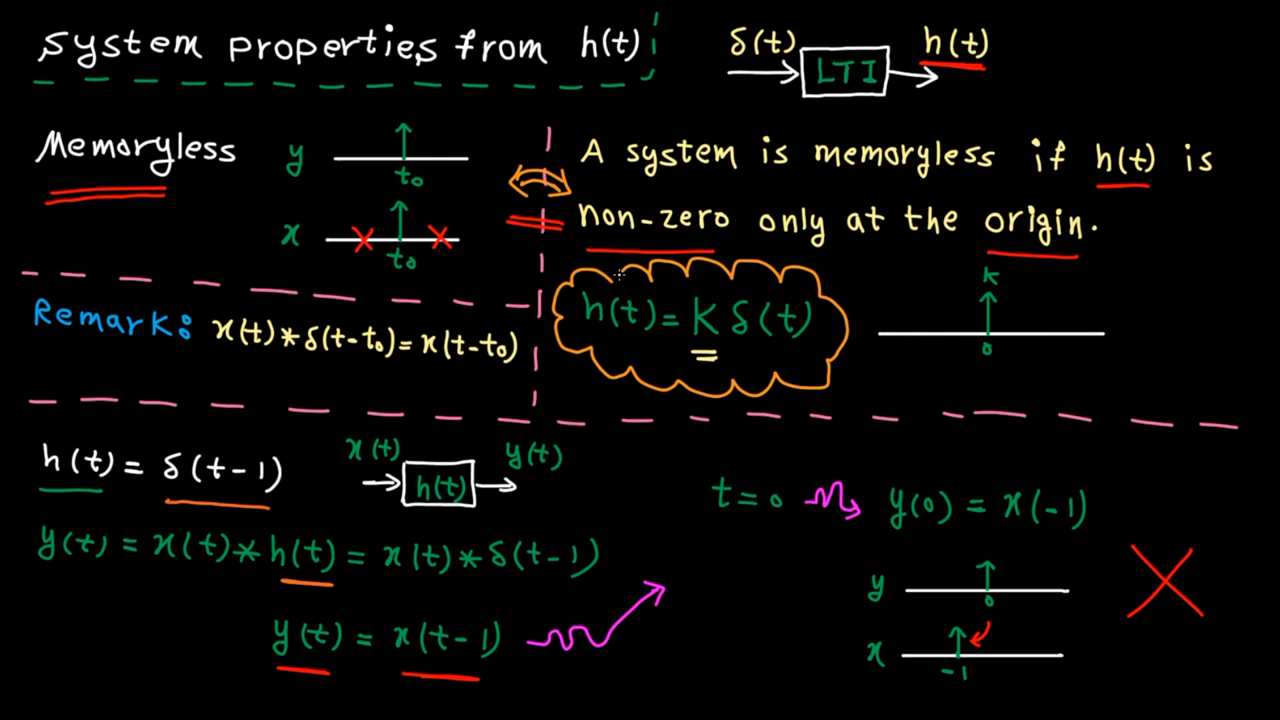 System properties from h(t)
δ(t) LTI h(t)
Memoryless
y
t₀
x
t₀
A system is memoryless if h(t) is
non-zero only at the origin.
Remark: x(t)*δ(t-t₀)=x(t-t₀)
h(t)= K δ(t)
K
0
h(t) = δ(t-1)
x(t) h(t) y(t)
y(t) = x(t)*h(t) = x(t)*δ(t-1)
y(t) = x(t-1)
t=0 y(0) = x(-1)
y
0
x
-1